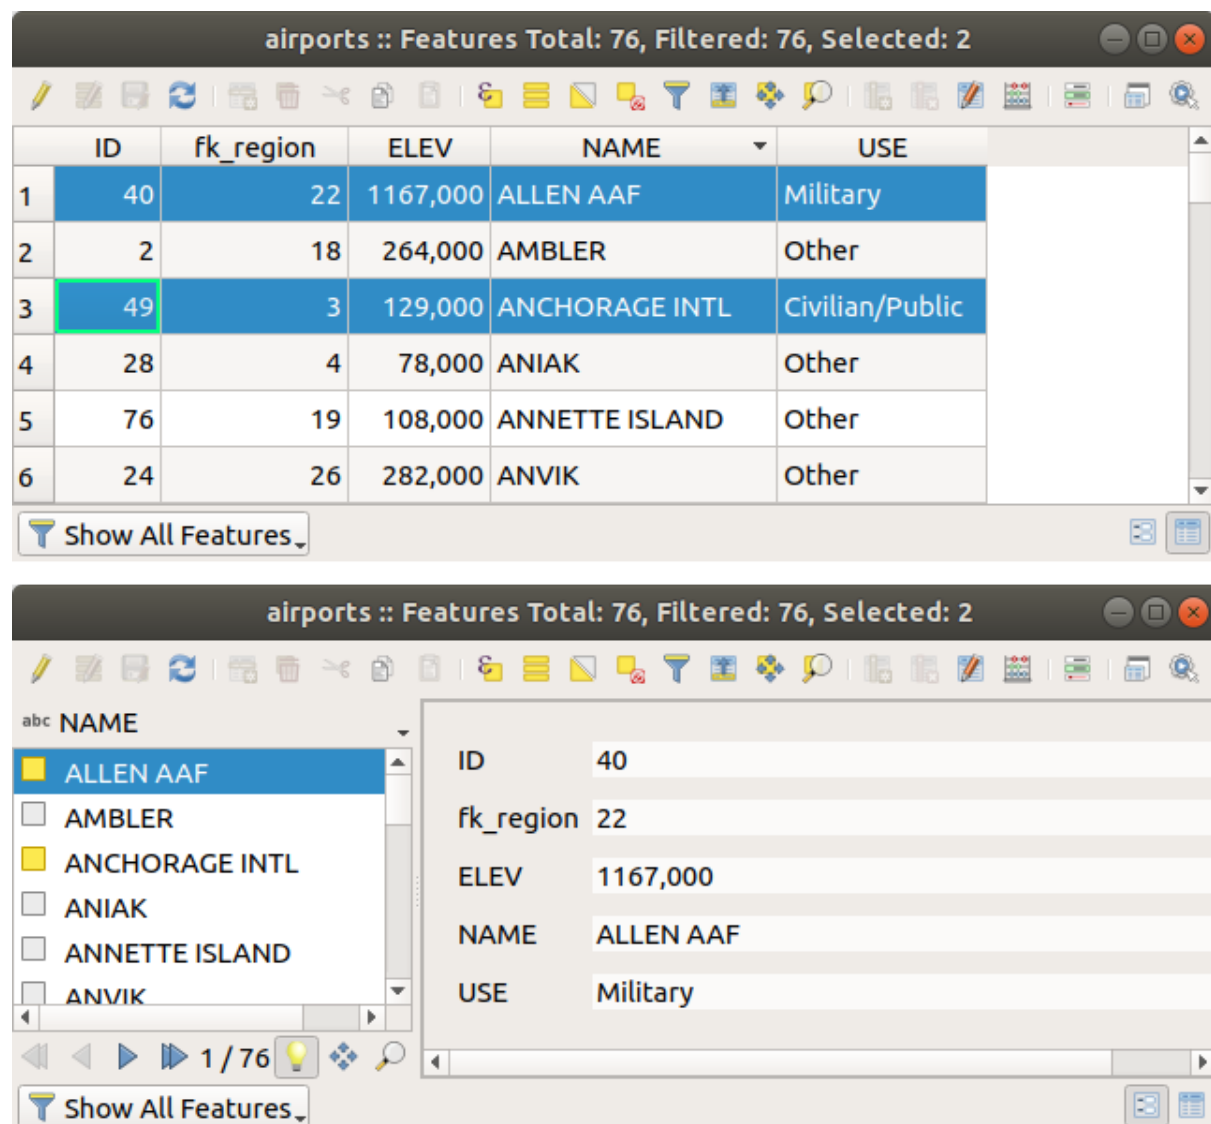 airports :: Features Total: 76, Filtered: 76, Selected: 2
ID fk_region ELEV NAME USE
1 40 22 1167,000 ALLEN AAF Military
2 2 18 264,000 AMBLER Other
3 49 3 129,000 ANCHORAGE INTL Civilian/Public
4 28 4 78,000 ANIAK Other
5 76 19 108,000 ANNETTE ISLAND Other
6 24 26 282,000 ANVIK Other
Show All Features
airports :: Features Total: 76, Filtered: 76, Selected: 2
abc NAME
ALLEN AAF
AMBLER
ANCHORAGE INTL
ANIAK
ANNETTE ISLAND
ANVIK
1 / 76
ID 40
fk_region 22
ELEV 1167,000
NAME ALLEN AAF
USE Military
Show All Features